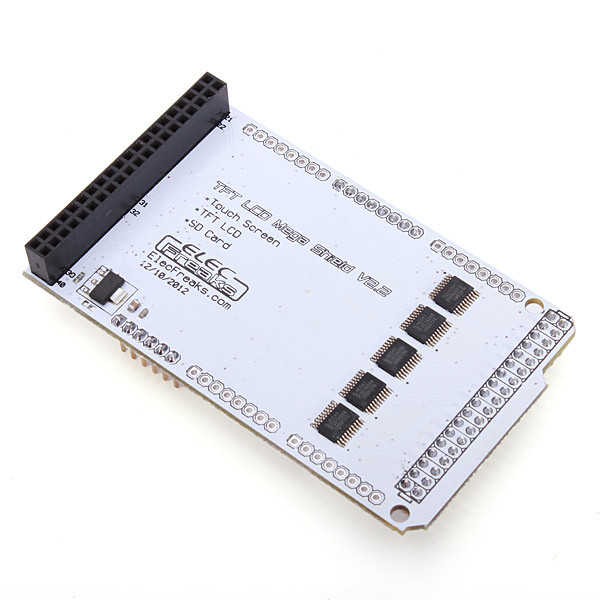 TFT LCD Mega Shield V2.2
•Touch Screen
•TFT LCD
•SD Card
ELEC
FREAKS
ElecFreaks.com
12/10/2012